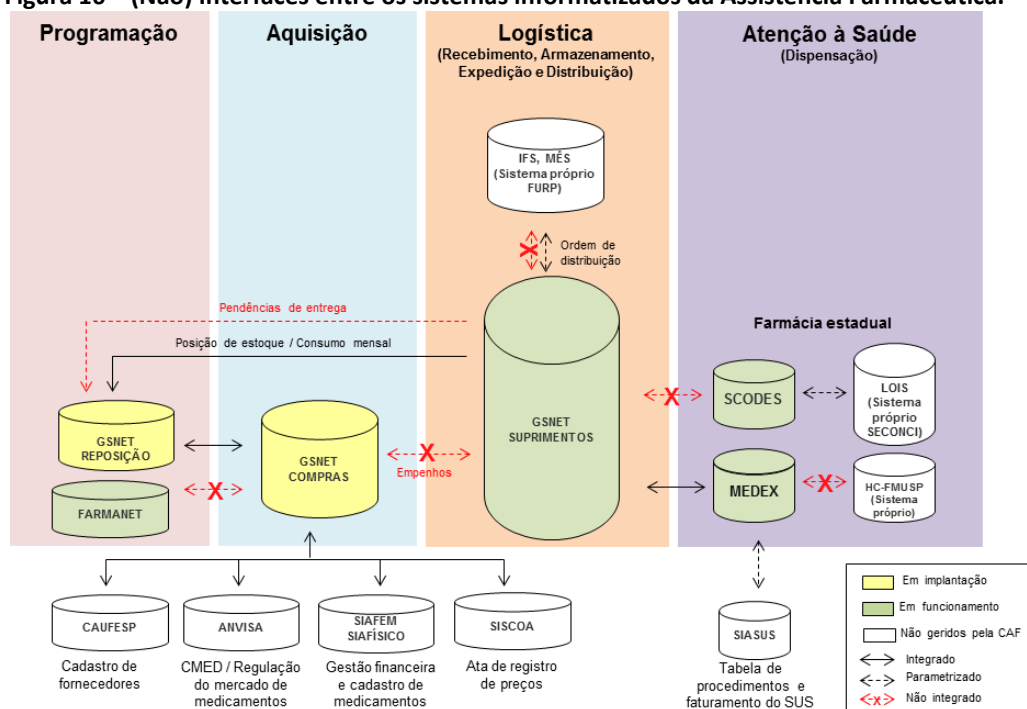 Figura 10 – (Não) Interfaces entre os sistemas informatizados da Assistência Farmacêutica.
Programação
Aquisição
Logística
(Recebimento, Armazenamento,
Expedição e Distribuição)
Atenção à Saúde
(Dispensação)
IFS, MÊS
(Sistema próprio
FURP)
X
Ordem de
distribuição
Pendências de entrega
Posição de estoque / Consumo mensal
Farmácia estadual
GSNET
REPOSIÇÃO
FARMANET
X
GSNET
COMPRAS
X
Empenhos
GSNET
SUPRIMENTOS
X
SCODES
LOIS
(Sistema
próprio
SECONCI)
MEDEX
X
HC-FMUSP
(Sistema
próprio)
CAUFESP
Cadastro de
fornecedores
ANVISA
CMED / Regulação
do mercado de
medicamentos
SIAFEM
SIAFÍSICO
Gestão financeira
e cadastro de
medicamentos
SISCOA
Ata de registro
de preços
SIASUS
Tabela de
procedimentos e
faturamento do SUS
Em implantação
Em funcionamento
Não geridos pela CAF
Integrado
Parametrizado
X
Não integrado